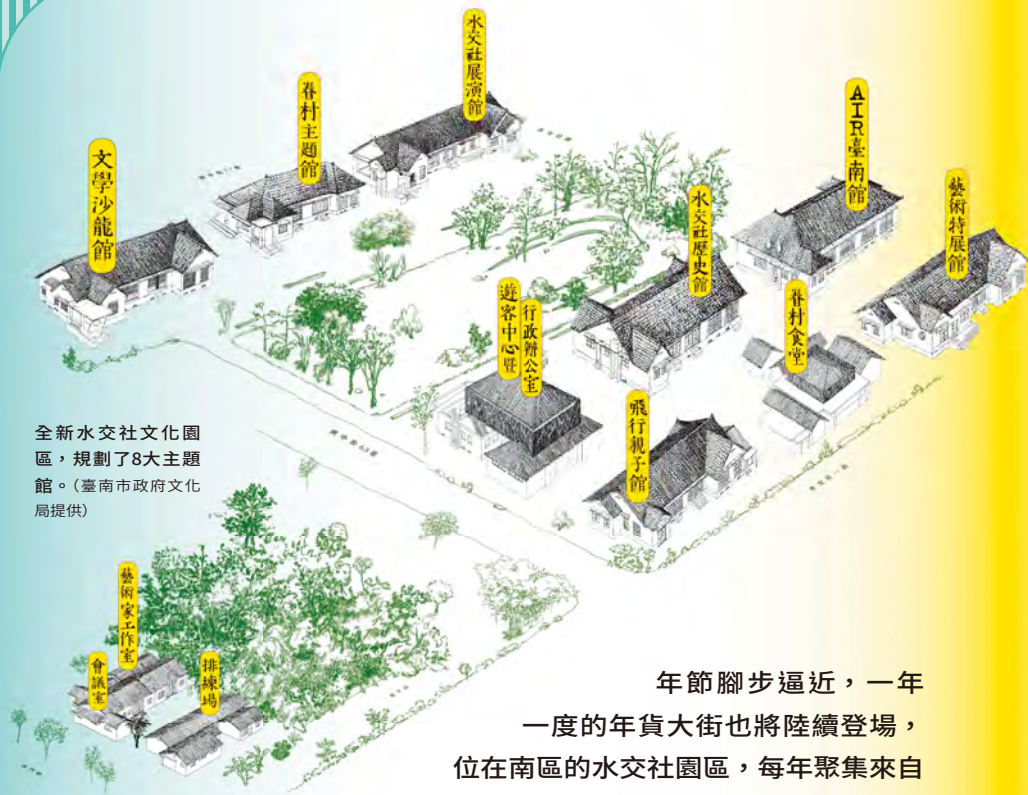 水交社展演館
眷村主題館
文學沙龍館
AIR臺南館
藝術特展館
水交社歷史館
眷村食堂
行政辦公室
遊客中心暨
飛行親子館
全新水交社文化園
區,規劃了8大主題
館。(臺南市政府文化
局提供)
藝術家工作室
會議室
排練場
年節腳步逼近,一年
一度的年貨大街也將陸續登場,
位在南區的水交社園區,每年聚集來自